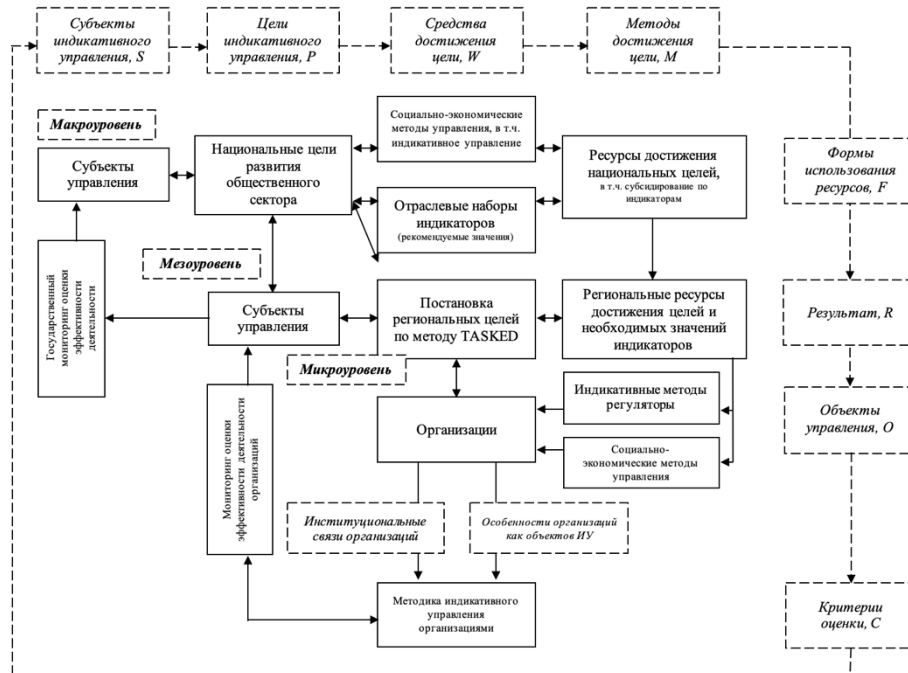 Субъекты
индикативного
управления, S
Цели
индикативного
управления, P
Средства
достижения
цели, W
Методы
достижения
цели, M
Макроуровень
Субъекты
управления
Национальные цели
развития
общественного
сектора
Социально-экономические
методы управления, в т.ч.
индикативное управление
Отраслевые наборы
индикаторов
(рекомендуемые значения)
Ресурсы достижения
национальных целей,
в т.ч. субсидирование по
индикаторам
Формы
использования
ресурсов, F
Мезоуровень
Государственный
мониторинг оценки
эффективности
деятельности
Субъекты
управления
Постановка
региональных целей
по методу TASKED
Региональные ресурсы
достижения целей и
необходимых значений
индикаторов
Результат, R
Микроуровень
Мониторинг оценки
эффективности деятельности
организаций
Организации
Индикативные методы
регуляторы
Социально-
экономические методы
управления
Объекты
управления, O
Институциональные
связи организаций
Особенности организаций
как объектов ИУ
Методика индикативного
управления
организациями
Критерии
оценки, C